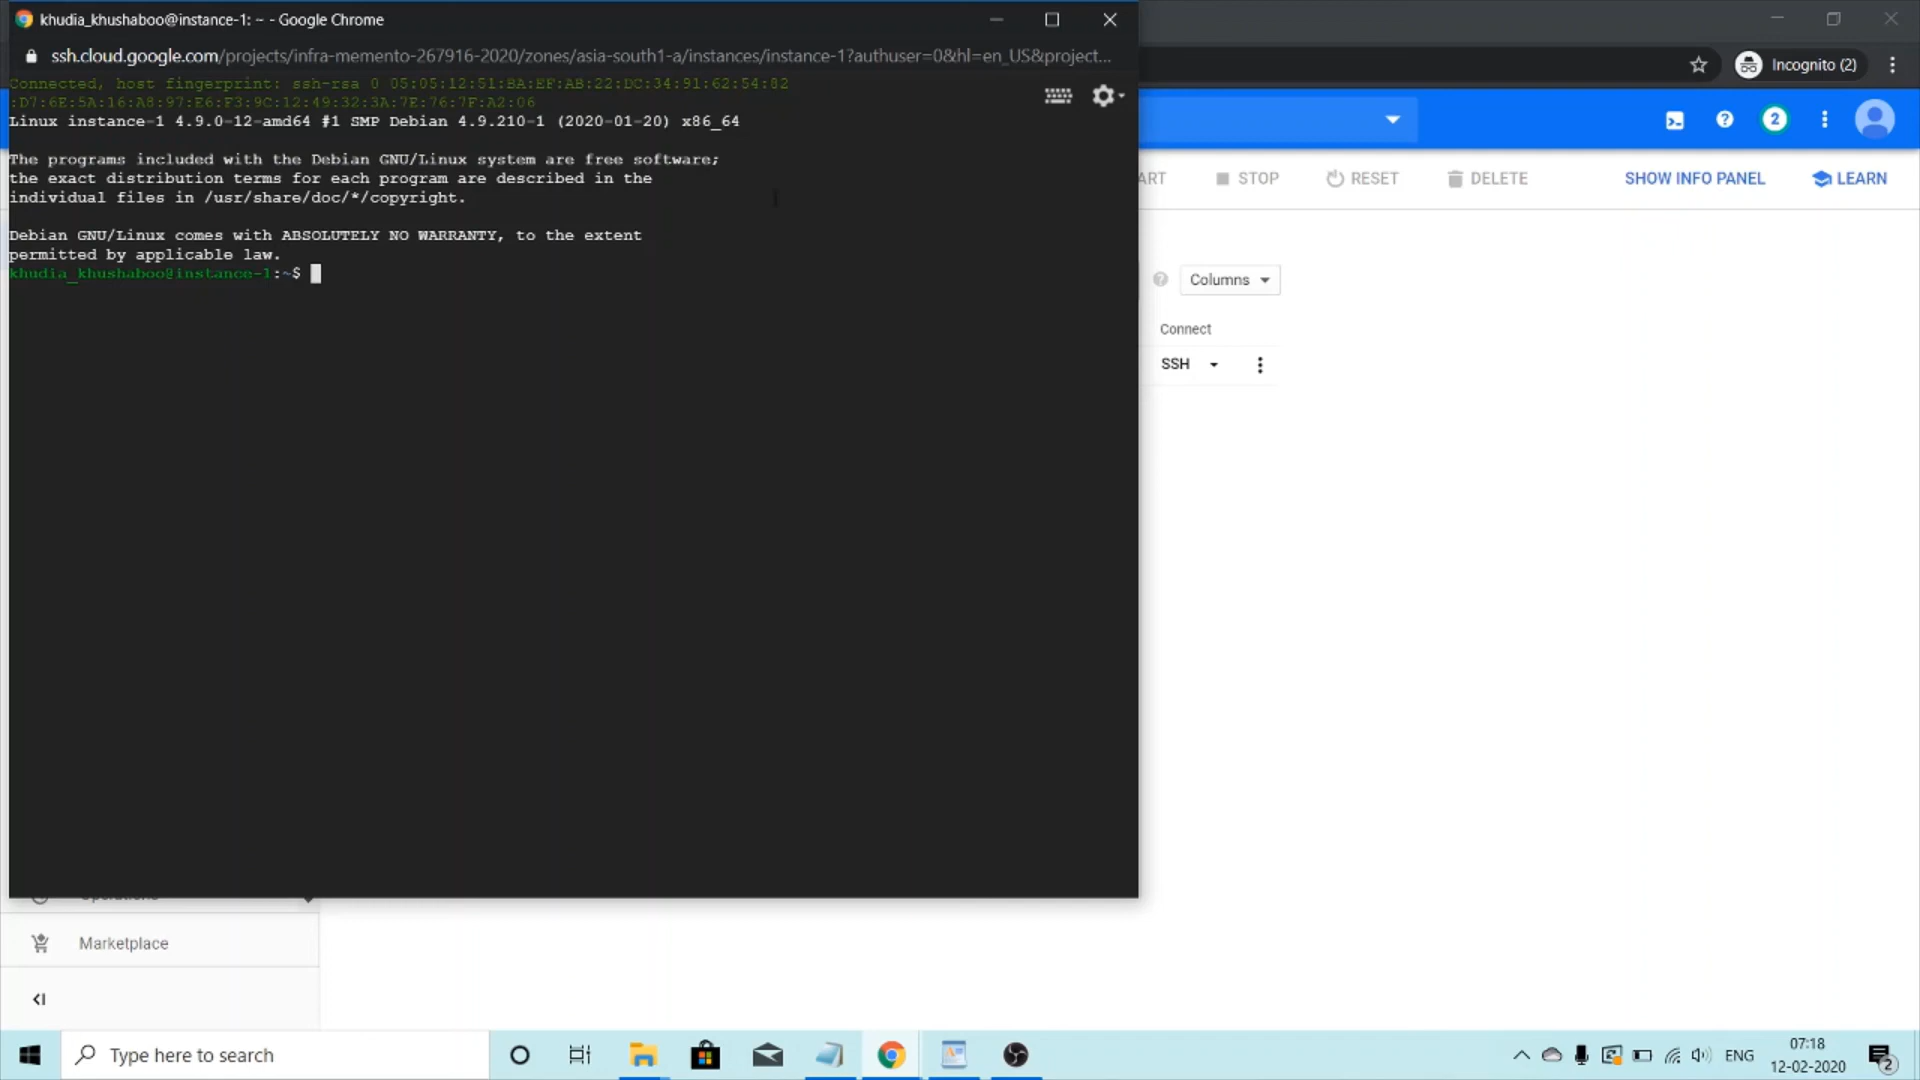 khudia_khushaboo@instance-1: ~ - Google Chrome
ssh.cloud.google.com/projects/infra-memento-267916-2020/zones/asia-south1-a/instances/instance-1?authuser=0&hl=en_US&project...
Incognito (2)
Connected, host fingerprint: ssh-rsa 0 05:05:12:51:BA:EF:AB:22:DC:34:91:62:54:82
:D7:6E:5A:16:A8:97:E6:F3:9C:12:49:32:3A:7E:76:7F:A2:06
Linux instance-1 4.9.0-12-amd64 #1 SMP Debian 4.9.210-1 (2020-01-20) x86_64
2
The programs included with the Debian GNU/Linux system are free software;
the exact distribution terms for each program are described in the
individual files in /usr/share/doc/*/copyright.
ART STOP RESET DELETE SHOW INFO PANEL LEARN
Debian GNU/Linux comes with ABSOLUTELY NO WARRANTY, to the extent
permitted by applicable law.
khudia_khushaboo@instance-1:~$
Columns
Connect
SSH
Operations
Marketplace
Type here to search
ENG
07:18
12-02-2020
2